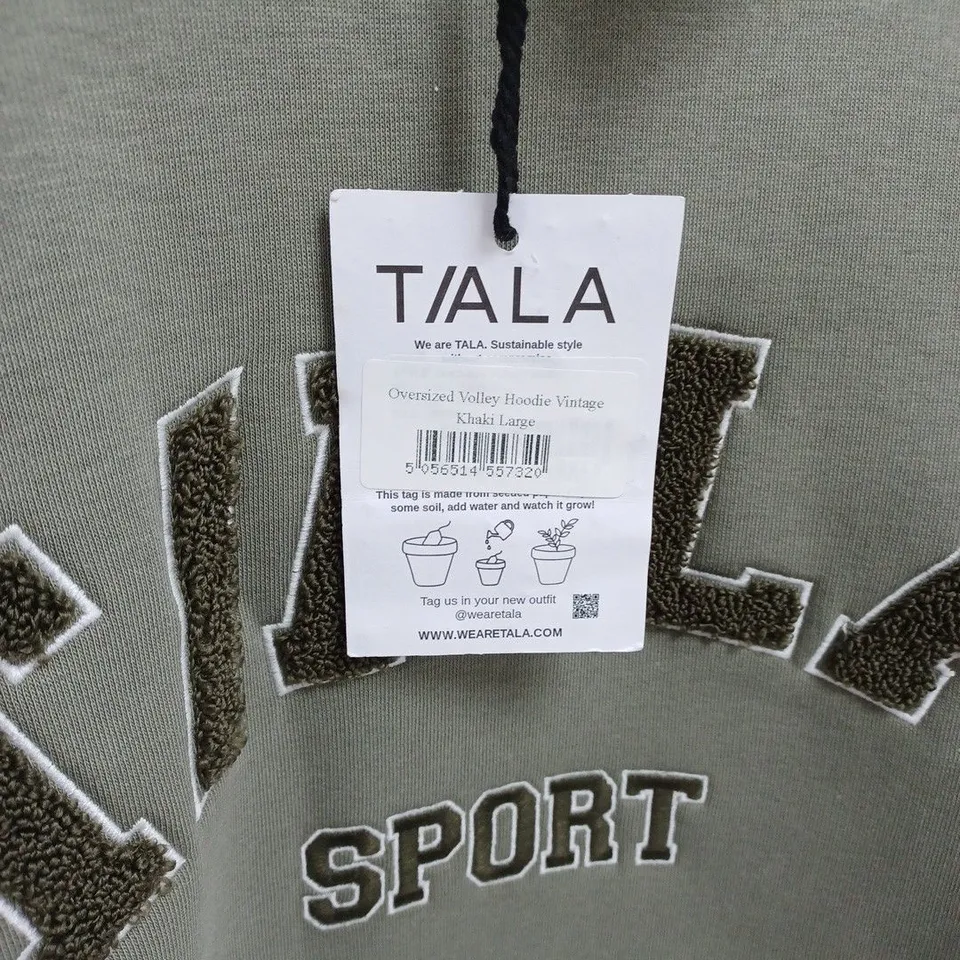 T/ALA
We are TALA. Sustainable style
Oversized Volley Hoodie Vintage
Khaki Large
5 056514 557320
This tag is made from seeded
some soil, add water and watch it grow!
Tag us in your new outfit
@wearetala
WWW.WEARETALA.COM
T/ALA
SPORT